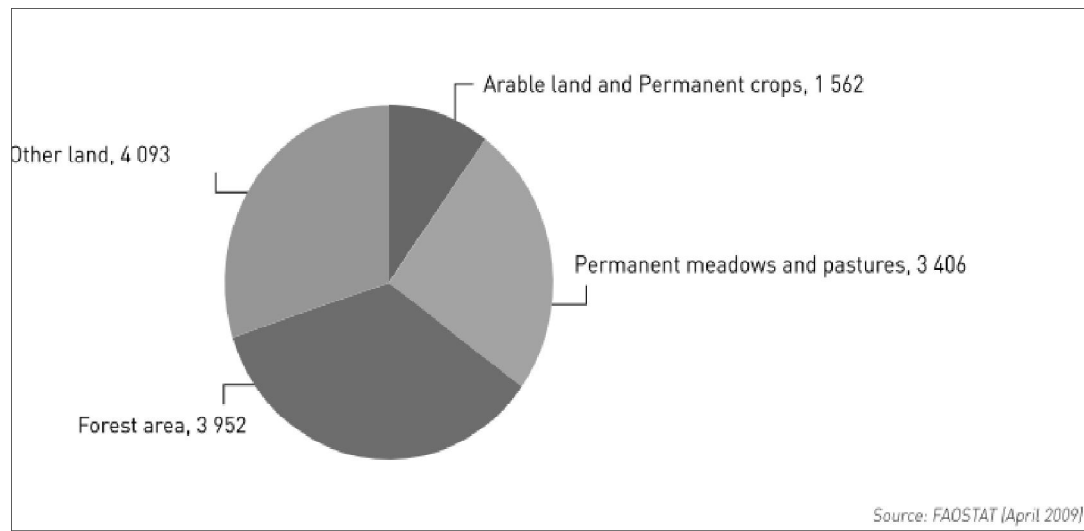 Arable land and Permanent crops, 1 562
Other land, 4 093
Permanent meadows and pastures, 3 406
Forest area, 3 952
Source: FAOSTAT (April 2009)